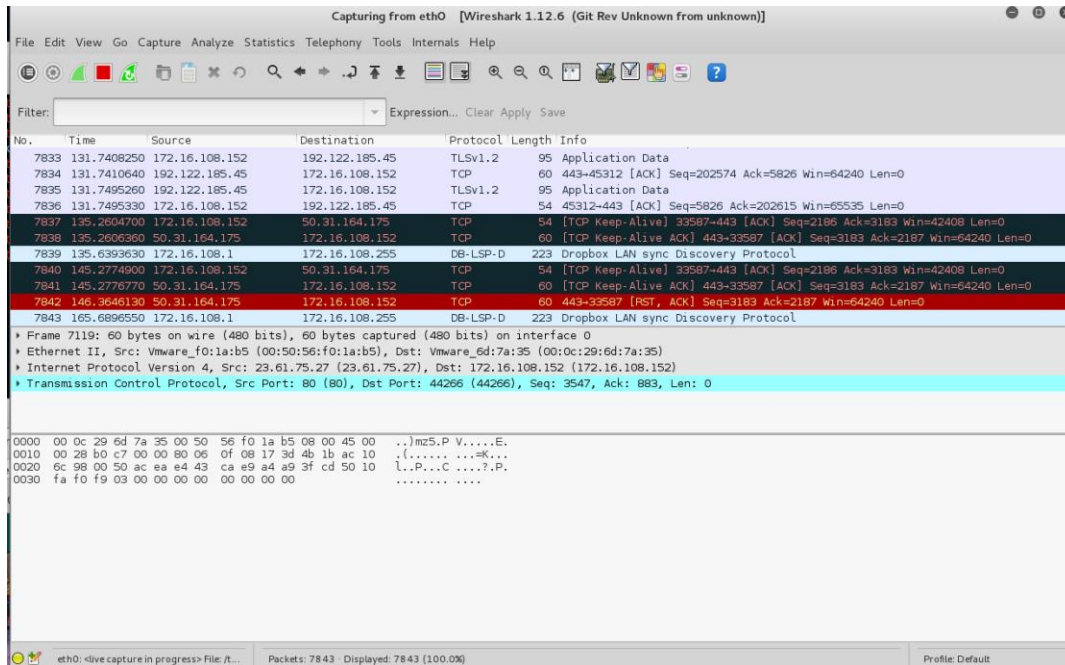 Capturing from eth0 [Wireshark 1.12.6 (Git Rev Unknown from unknown)]
File Edit View Go Capture Analyze Statistics Telephony Tools Internals Help
Filter: Expression... Clear Apply Save
No. Time Source Destination Protocol Length Info
7833 131.7408250 172.16.108.152 192.122.185.45 TLSv1.2 95 Application Data
7834 131.7410640 192.122.185.45 172.16.108.152 TCP 60 443→45312 [ACK] Seq=202574 Ack=5826 Win=64240 Len=0
7835 131.7495260 192.122.185.45 172.16.108.152 TLSv1.2 95 Application Data
7836 131.7495330 172.16.108.152 192.122.185.45 TCP 54 45312→443 [ACK] Seq=5826 Ack=202615 Win=65535 Len=0
7837 135.2604700 172.16.108.152 50.31.164.175 TCP 54 [TCP Keep-Alive] 33587→443 [ACK] Seq=2186 Ack=3183 Win=42408 Len=0
7838 135.2606360 50.31.164.175 172.16.108.152 TCP 60 [TCP Keep-Alive ACK] 443→33587 [ACK] Seq=3183 Ack=2187 Win=64240 Len=0
7839 135.6393630 172.16.108.1 172.16.108.255 DB-LSP-D 223 Dropbox LAN sync Discovery Protocol
7840 145.2774900 172.16.108.152 50.31.164.175 TCP 54 [TCP Keep-Alive] 33587→443 [ACK] Seq=2186 Ack=3183 Win=42408 Len=0
7841 145.2776770 50.31.164.175 172.16.108.152 TCP 60 [TCP Keep-Alive ACK] 443→33587 [ACK] Seq=3183 Ack=2187 Win=64240 Len=0
7842 146.3646130 50.31.164.175 172.16.108.152 TCP 60 443→33587 [RST, ACK] Seq=3183 Ack=2187 Win=64240 Len=0
7843 165.6896550 172.16.108.1 172.16.108.255 DB-LSP-D 223 Dropbox LAN sync Discovery Protocol
Frame 7119: 60 bytes on wire (480 bits), 60 bytes captured (480 bits) on interface 0
Ethernet II, Src: Vmware_f0:1a:b5 (00:50:56:f0:1a:b5), Dst: Vmware_6d:7a:35 (00:0c:29:6d:7a:35)
Internet Protocol Version 4, Src: 23.61.75.27 (23.61.75.27), Dst: 172.16.108.152 (172.16.108.152)
Transmission Control Protocol, Src Port: 80 (80), Dst Port: 44266 (44266), Seq: 3547, Ack: 883, Len: 0
0000 00 0c 29 6d 7a 35 00 50 56 f0 1a b5 08 00 45 00 ..)mz5.P V.....E.
0010 00 28 b0 c7 00 00 80 06 0f 08 17 3d 4b 1b ac 10 .(...... ...=K...
0020 6c 98 00 50 ac ea e4 43 ca e9 a4 a9 3f cd 50 10 l..P...C ....?.P.
0030 fa f0 f9 03 00 00 00 00 00 00 00 00 ........ ....
eth0: <live capture in progress> File: /t... Packets: 7843 · Displayed: 7843 (100.0%) Profile: Default